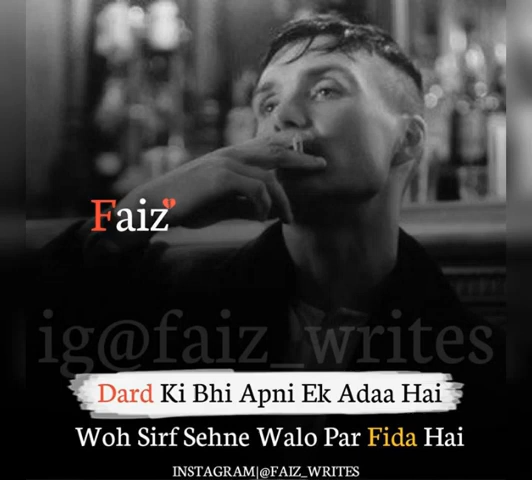 Faiz
ig@faiz_writes
Dard Ki Bhi Apni Ek Adaa Hai
Woh Sirf Sehne Walo Par Fida Hai
INSTAGRAM|@FAIZ_WRITES